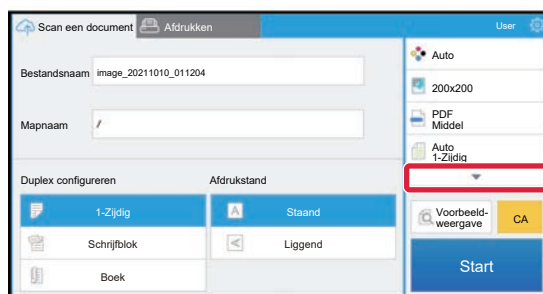 Scan een document
Afdrukken
User
Bestandsnaam
image_20211010_011204
Mapnaam
/
Duplex configureren
Afdrukstand
1-Zijdig
Schrijfblok
Boek
A
Staand
A
Liggend
Auto
200x200
PDF
Middel
Auto
1-Zijdig
Voorbeeld-
weergave
CA
Start